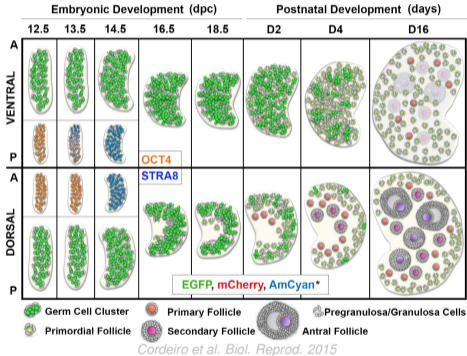 Embryonic Development (dpc) Postnatal Development (days)
12.5 13.5 14.5 16.5 18.5 D2 D4 D16
A
VENTRAL
P
OCT4
STRA8
A
DORSAL
P
EGFP, mCherry, AmCyan*
Germ Cell Cluster Primary Follicle Pregranulosa/Granulosa Cells
Primordial Follicle Secondary Follicle Antral Follicle
Cordeiro et al. Biol. Reprod. 2015